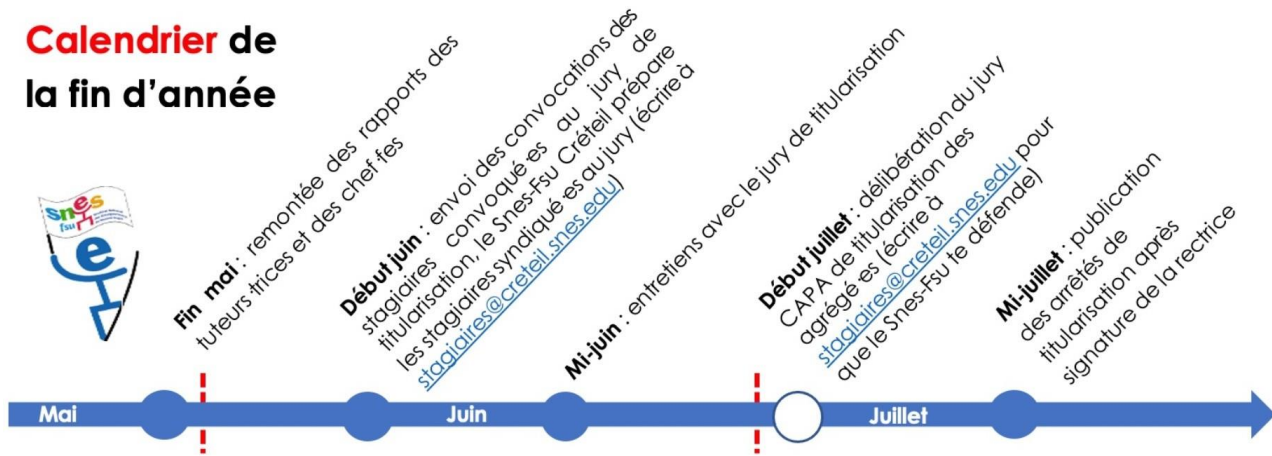 Calendrier de
la fin d'année
snes
fsu
e
Fin mai : remontée des rapports des
tuteurs·trices et des chef·fes
Début juin : envoi des convocations des
stagiaires convoqué·es au jury de
titularisation, le Snes-Fsu Créteil prépare
les stagiaires syndiqué·es au jury (écrire à
stagiaires@creteil.snes.edu)
Mi-juin : entretiens avec le jury de titularisation
Début juillet : délibération du jury
CAPA de titularisation des
agrégé·es (écrire à
stagiaires@creteil.snes.edu pour
que le Snes-Fsu te défende)
Mi-juillet : publication
des arrêtés de
titularisation après
signature de la rectrice
Mai
Juin
Juillet